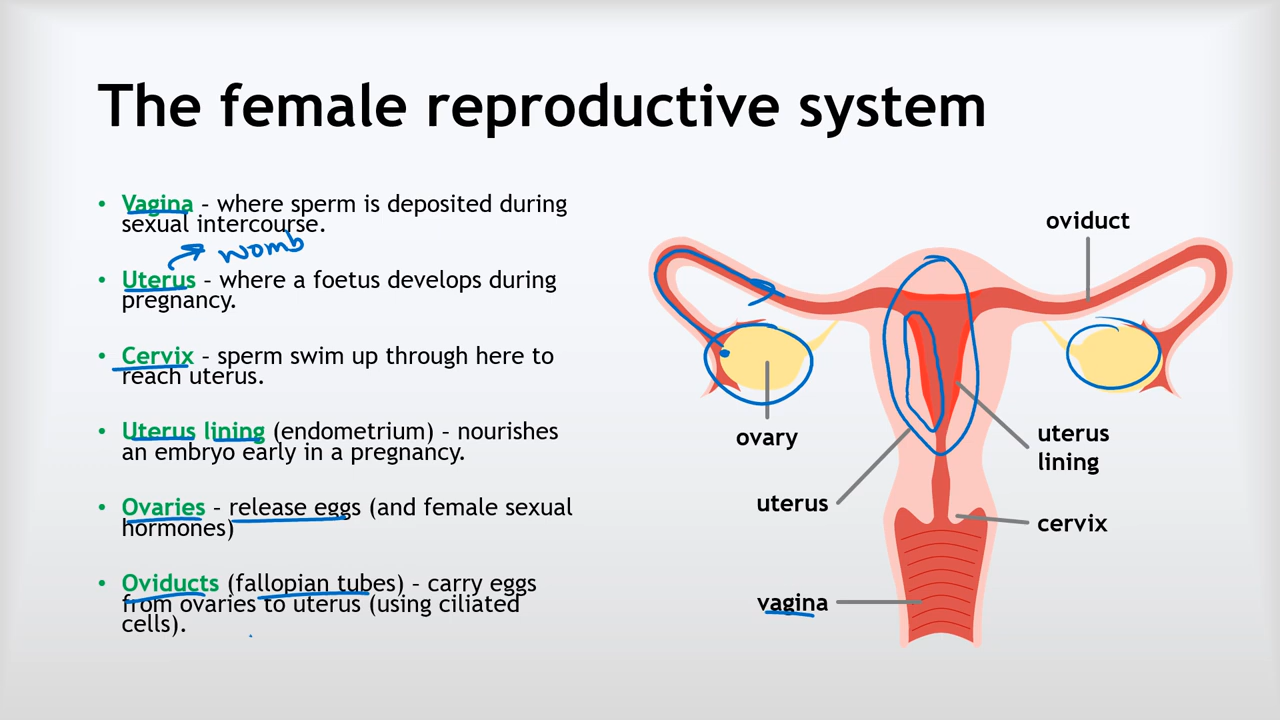 The female reproductive system
• Vagina – where sperm is deposited during
sexual intercourse.
womb
• Uterus – where a foetus develops during
pregnancy.
• Cervix – sperm swim up through here to
reach uterus.
• Uterus lining (endometrium) – nourishes
an embryo early in a pregnancy.
• Ovaries – release eggs (and female sexual
hormones)
• Oviducts (fallopian tubes) – carry eggs
from ovaries to uterus (using ciliated
cells).
oviduct
ovary
uterus
lining
uterus
cervix
vagina